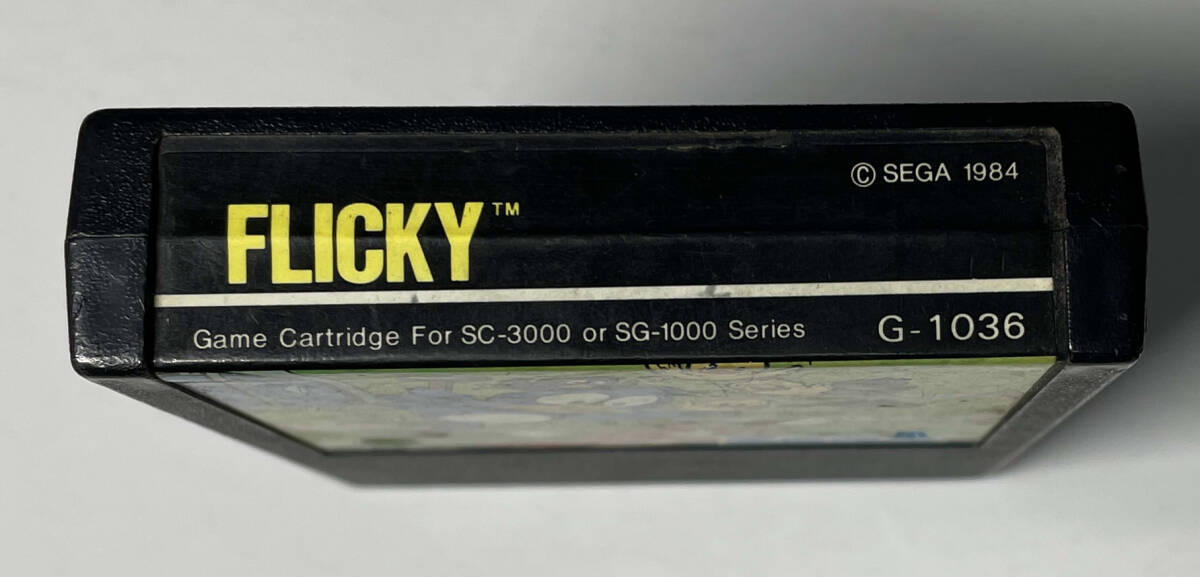 © SEGA 1984
FLICKY™
Game Cartridge For SC-3000 or SG-1000 Series
G-1036